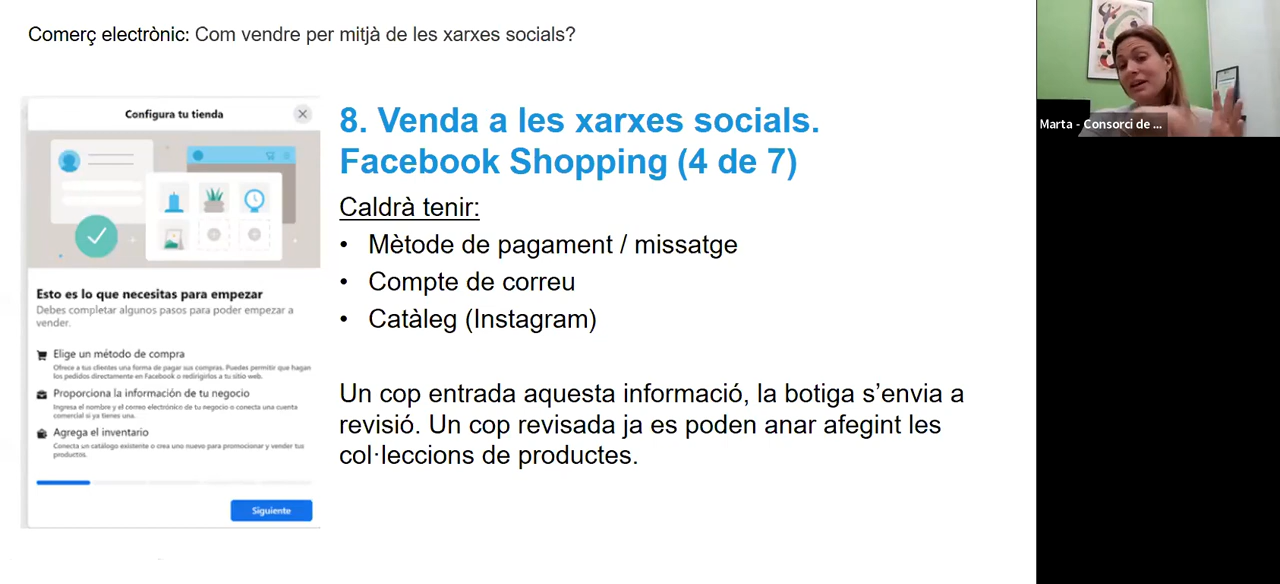 Comerç electrònic: Com vendre per mitjà de les xarxes socials?
Configura tu tienda
Esto es lo que necesitas para empezar
Debes completar algunos pasos para poder empezar a
vender.
Elige un método de compra
Ofrece a tus clientes una forma de pagar sus compras. Puedes permitir que hagan
los pedidos directamente en Facebook o redirigirlos a tu sitio web.
Proporciona la información de tu negocio
Ingresa el nombre y el correo electrónico de tu negocio o conecta una cuenta
comercial si ya tienes una.
Agrega el inventario
Conecta un catálogo existente o crea uno nuevo para promocionar y vender tus
productos.
Siguiente
8. Venda a les xarxes socials.
Facebook Shopping (4 de 7)
Caldrà tenir:
• Mètode de pagament / missatge
• Compte de correu
• Catàleg (Instagram)
Un cop entrada aquesta informació, la botiga s’envia a
revisió. Un cop revisada ja es poden anar afegint les
col·leccions de productes.
Marta - Consorci de ...